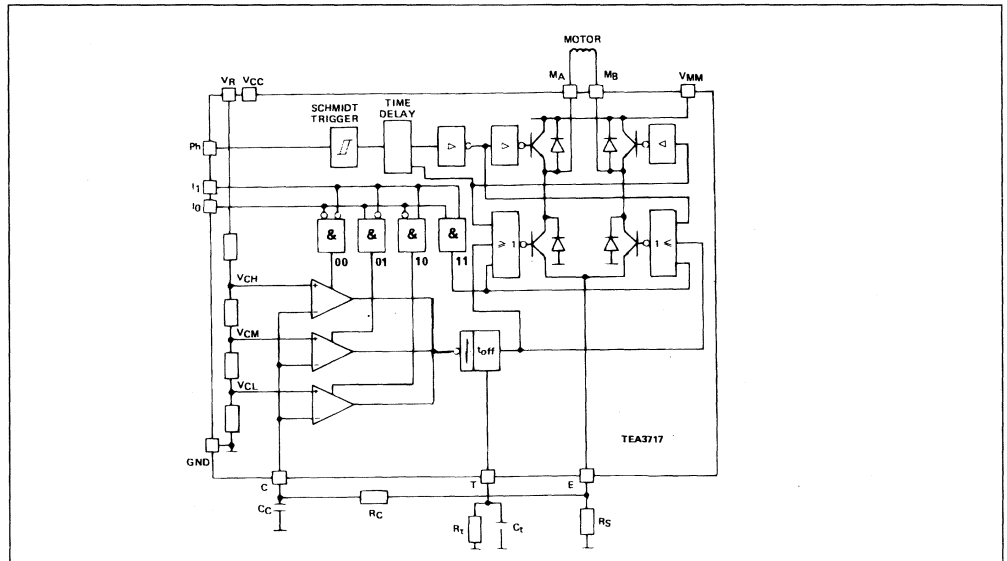 MOTOR
MA MB VMM
VR VCC
SCHMIDT TRIGGER
TIME DELAY
Ph
I1
I0
& & & &
00 01 10 11
≥ 1
1 ≤
VCH
VCM
VCL
toff
TEA3717
GND
C T E
CC RC Rt Ct RS